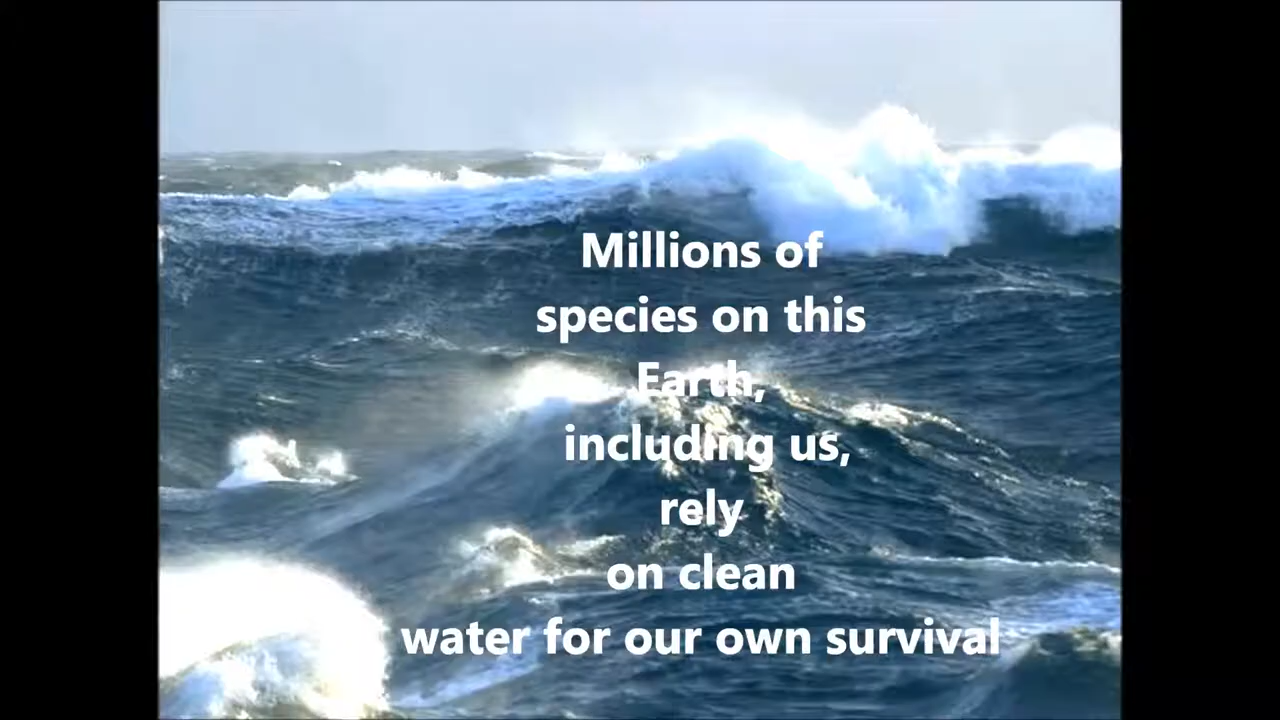 Millions of
species on this
Earth,
including us,
rely
on clean
water for our own survival